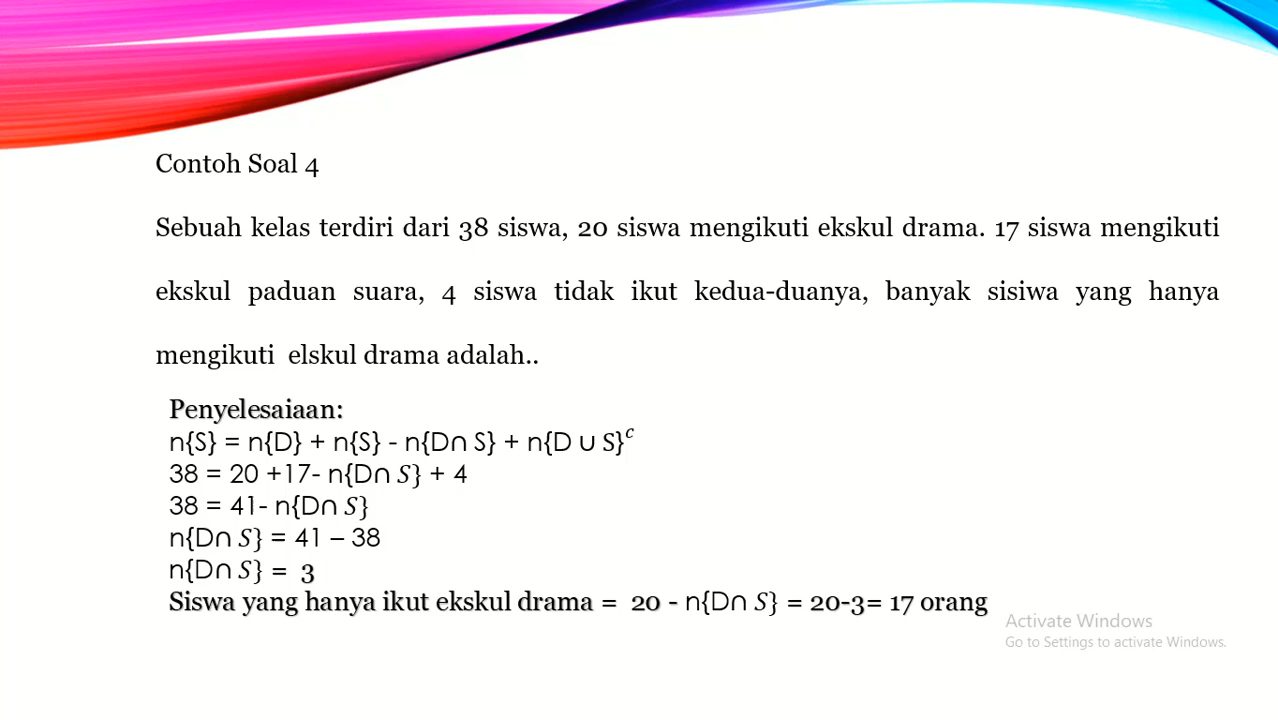 Contoh Soal 4
Sebuah kelas terdiri dari 38 siswa, 20 siswa mengikuti ekskul drama. 17 siswa mengikuti
ekskul paduan suara, 4 siswa tidak ikut kedua-duanya, banyak sisiwa yang hanya
mengikuti elskul drama adalah..
Penyelesaiaan:
n{S} = n{D} + n{S} - n{D∩ S} + n{D ∪ S}ᶜ
38 = 20 +17- n{D∩ S} + 4
38 = 41- n{D∩ S}
n{D∩ S} = 41 – 38
n{D∩ S} = 3
Siswa yang hanya ikut ekskul drama = 20 - n{D∩ S} = 20-3= 17 orang
Activate Windows
Go to Settings to activate Windows.